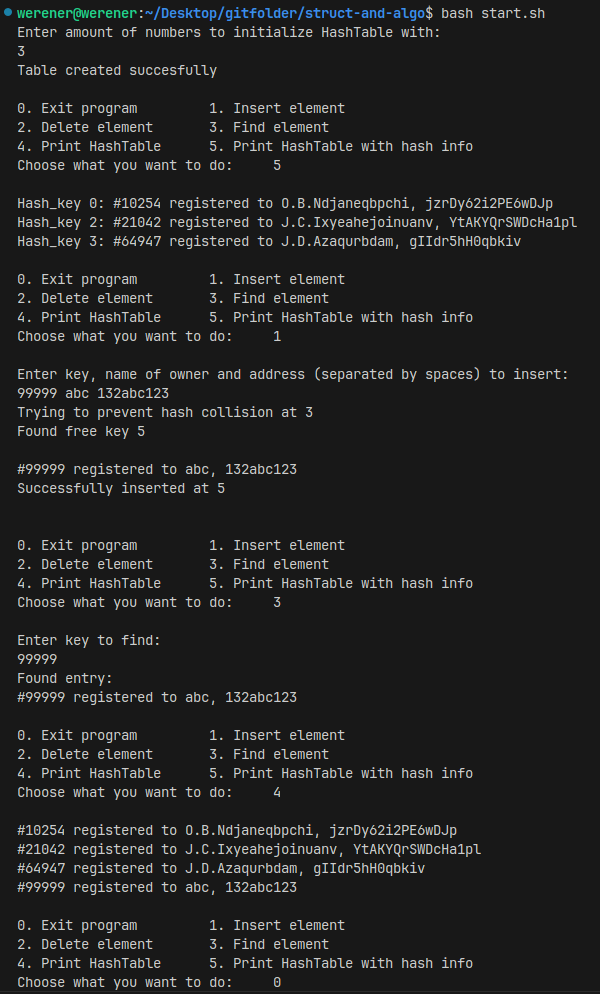 werener@werener:~/Desktop/gitfolder/struct-and-algo$ bash start.sh
Enter amount of numbers to initialize HashTable with:
3
Table created succesfully
0. Exit program 1. Insert element
2. Delete element 3. Find element
4. Print HashTable 5. Print HashTable with hash info
Choose what you want to do: 5
Hash_key 0: #10254 registered to O.B.Ndjaneqbpchi, jzrDy62i2PE6wDJp
Hash_key 2: #21042 registered to J.C.Ixyeahejoinuanv, YtAKYQrSWDcHa1pl
Hash_key 3: #64947 registered to J.D.Azaqurbdam, gIIdr5hH0qbkiv
0. Exit program 1. Insert element
2. Delete element 3. Find element
4. Print HashTable 5. Print HashTable with hash info
Choose what you want to do: 1
Enter key, name of owner and address (separated by spaces) to insert:
99999 abc 132abc123
Trying to prevent hash collision at 3
Found free key 5
#99999 registered to abc, 132abc123
Successfully inserted at 5
0. Exit program 1. Insert element
2. Delete element 3. Find element
4. Print HashTable 5. Print HashTable with hash info
Choose what you want to do: 3
Enter key to find:
99999
Found entry:
#99999 registered to abc, 132abc123
0. Exit program 1. Insert element
2. Delete element 3. Find element
4. Print HashTable 5. Print HashTable with hash info
Choose what you want to do: 4
#10254 registered to O.B.Ndjaneqbpchi, jzrDy62i2PE6wDJp
#21042 registered to J.C.Ixyeahejoinuanv, YtAKYQrSWDcHa1pl
#64947 registered to J.D.Azaqurbdam, gIIdr5hH0qbkiv
#99999 registered to abc, 132abc123
0. Exit program 1. Insert element
2. Delete element 3. Find element
4. Print HashTable 5. Print HashTable with hash info
Choose what you want to do: 0